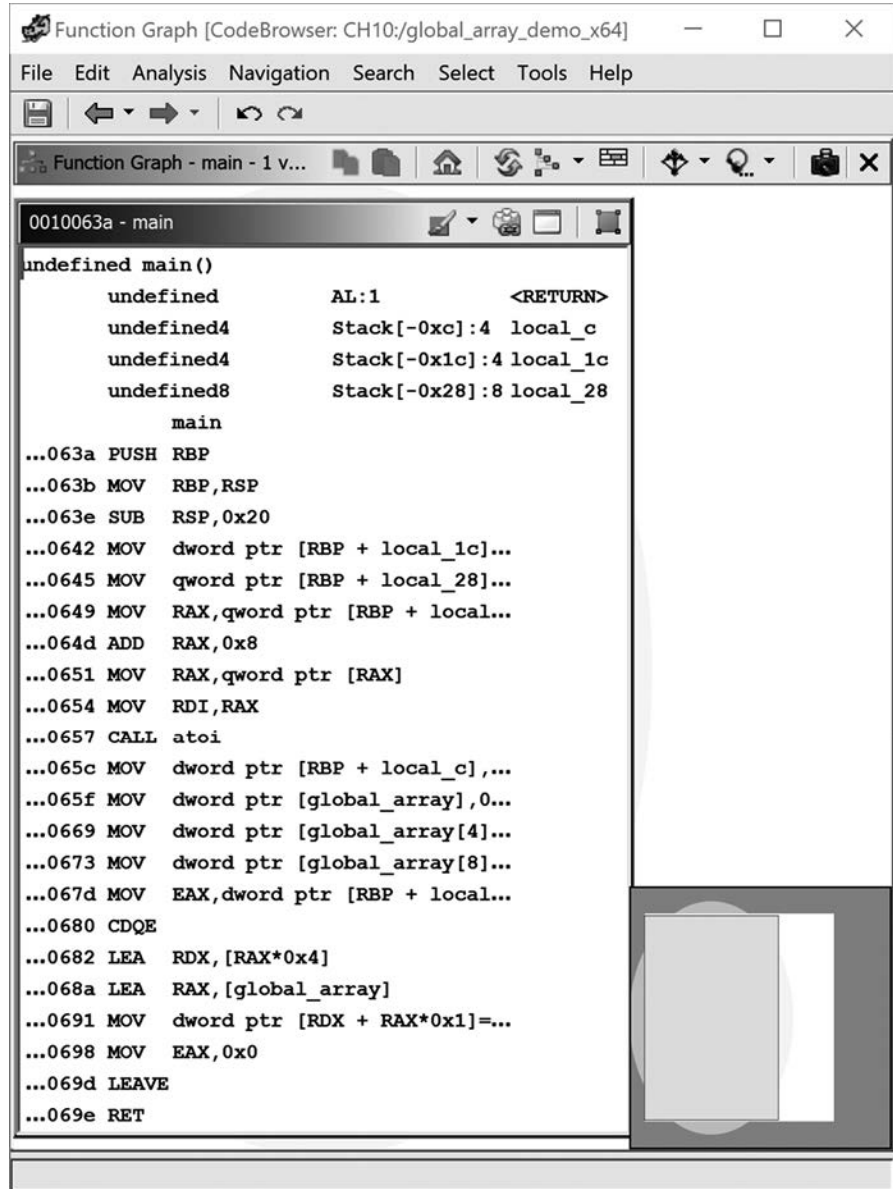 Function Graph [CodeBrowser: CH10:/global_array_demo_x64]
File Edit Analysis Navigation Search Select Tools Help
Function Graph - main - 1 v...
0010063a - main
undefined main()
undefined AL:1 <RETURN>
undefined4 Stack[-0xc]:4 local_c
undefined4 Stack[-0x1c]:4 local_1c
undefined8 Stack[-0x28]:8 local_28
main
...063a PUSH RBP
...063b MOV RBP,RSP
...063e SUB RSP,0x20
...0642 MOV dword ptr [RBP + local_1c]...
...0645 MOV qword ptr [RBP + local_28]...
...0649 MOV RAX,qword ptr [RBP + local...
...064d ADD RAX,0x8
...0651 MOV RAX,qword ptr [RAX]
...0654 MOV RDI,RAX
...0657 CALL atoi
...065c MOV dword ptr [RBP + local_c],...
...065f MOV dword ptr [global_array],0...
...0669 MOV dword ptr [global_array[4]...
...0673 MOV dword ptr [global_array[8]...
...067d MOV EAX,dword ptr [RBP + local...
...0680 CDQE
...0682 LEA RDX,[RAX*0x4]
...068a LEA RAX,[global_array]
...0691 MOV dword ptr [RDX + RAX*0x1]=...
...0698 MOV EAX,0x0
...069d LEAVE
...069e RET